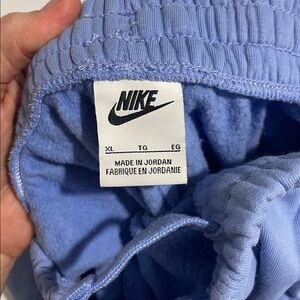 NIKE
XL TG EG
MADE IN JORDAN
FABRIQUE EN JORDANIE